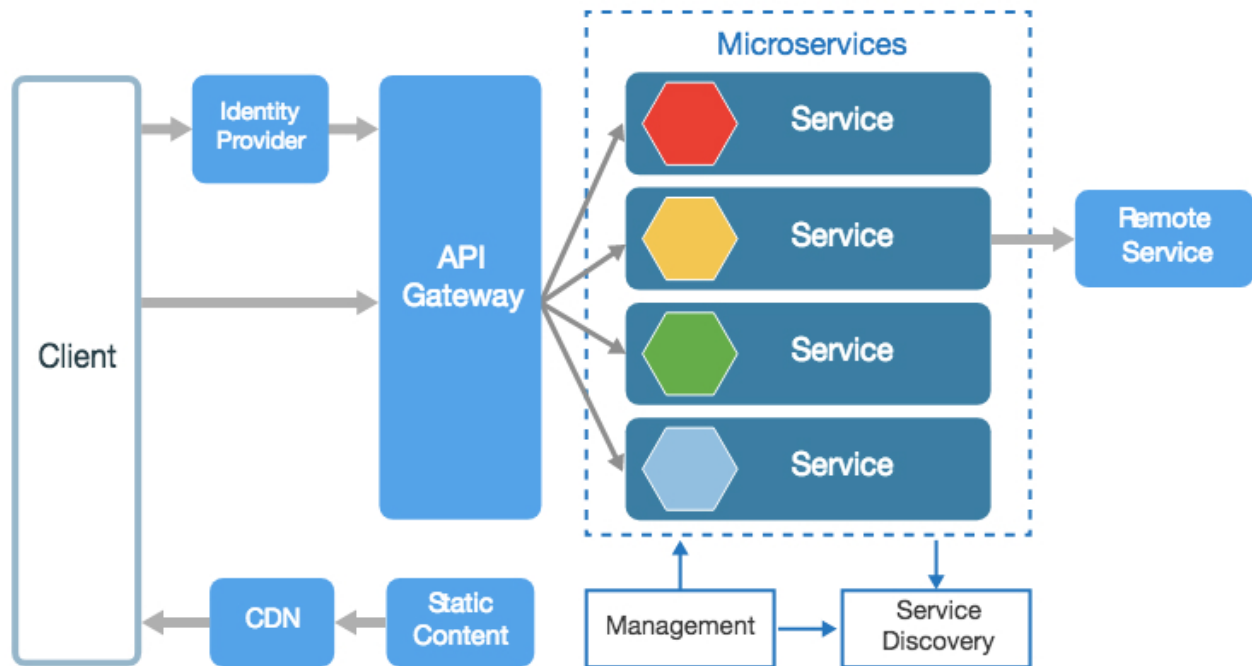 Microservices
Client
Identity
Provider
API
Gateway
Service
Service
Service
Service
Remote
Service
CDN
Static
Content
Management
Service
Discovery